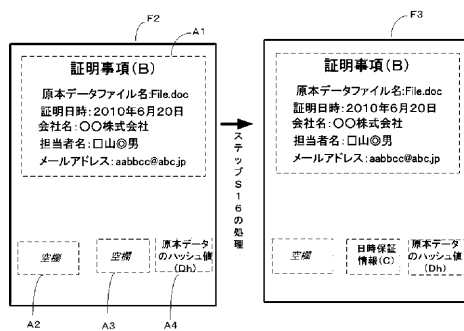 F2
A1
証明事項(B)
原本データファイル名:File.doc
証明日時:2010年6月20日
会社名:〇〇株式会社
担当者名:□山◎男
メールアドレス:aabbcc@abc.jp
空欄
空欄
原本データ
のハッシュ値
(Dh)
A2
A3
A4
ステップS16の処理
F3
証明事項(B)
原本データファイル名:File.doc
証明日時:2010年6月20日
会社名:〇〇株式会社
担当者名:□山◎男
メールアドレス:aabbcc@abc.jp
空欄
日時保証
情報(C)
原本データ
のハッシュ値
(Dh)